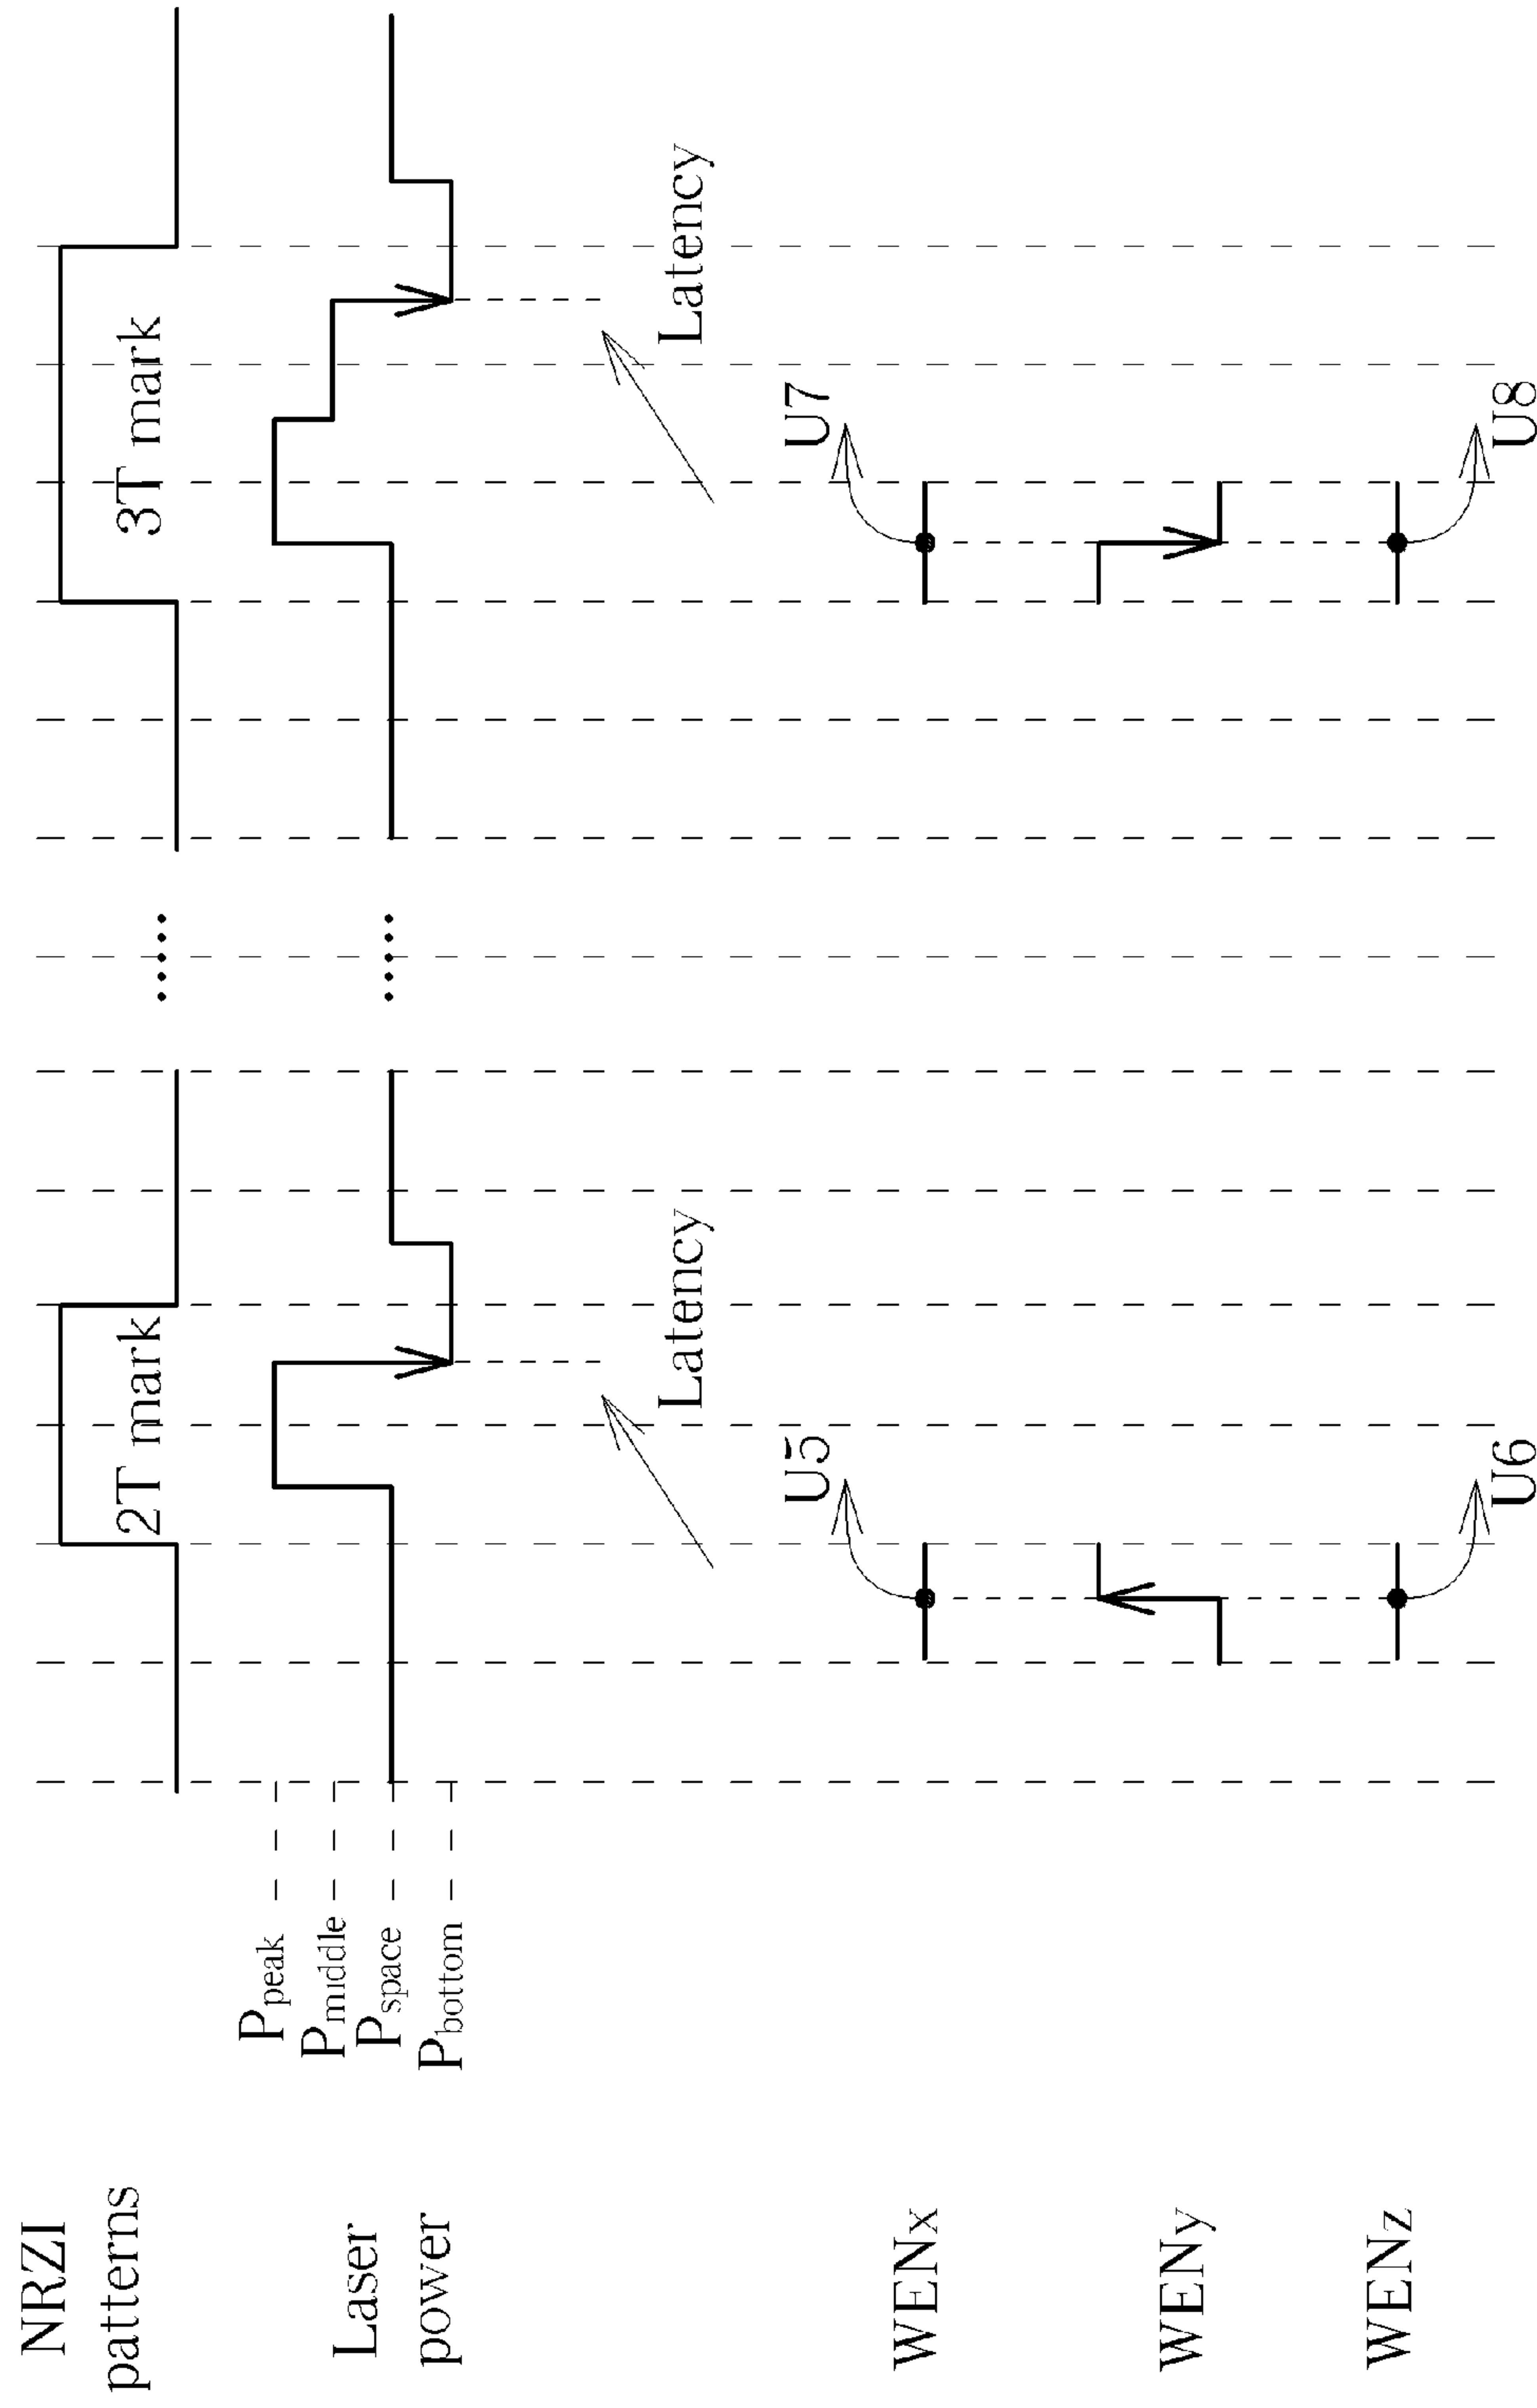 NRZI
patterns
2T mark
3T mark
Laser
power
Ppeak
Pmiddle
Pspace
Pbottom
Latency
Latency
U5
U7
WENx
WENy
WENz
U6
U8